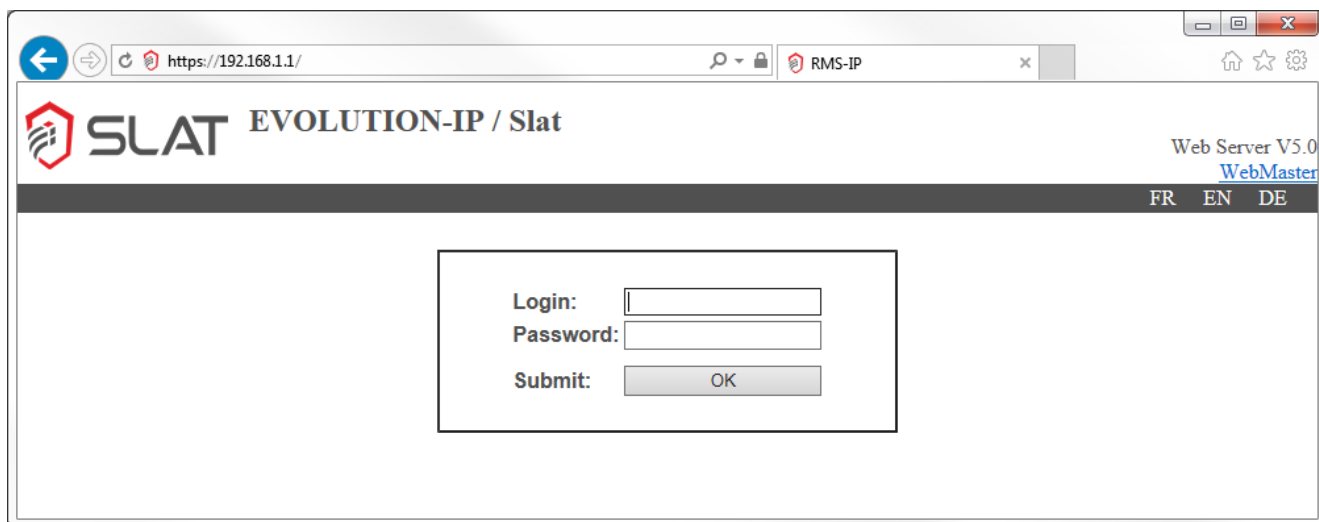 https://192.168.1.1/
RMS-IP
SLAT
EVOLUTION-IP / Slat
Web Server V5.0
WebMaster
FR EN DE
Login:
Password:
Submit: OK